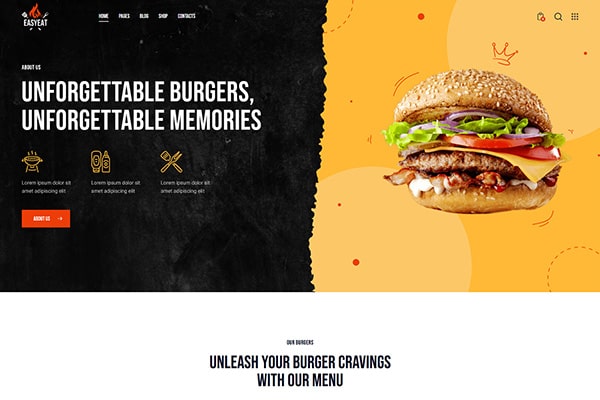 EASYEAT
HOME PAGES BLOG SHOP CONTACTS
ABOUT US
UNFORGETTABLE BURGERS,
UNFORGETTABLE MEMORIES
Lorem ipsum dolor sit
amet adipiscing elit
Lorem ipsum dolor sit
amet adipiscing elit
Lorem ipsum dolor sit
amet adipiscing elit
ABOUT US
OUR BURGERS
UNLEASH YOUR BURGER CRAVINGS
WITH OUR MENU